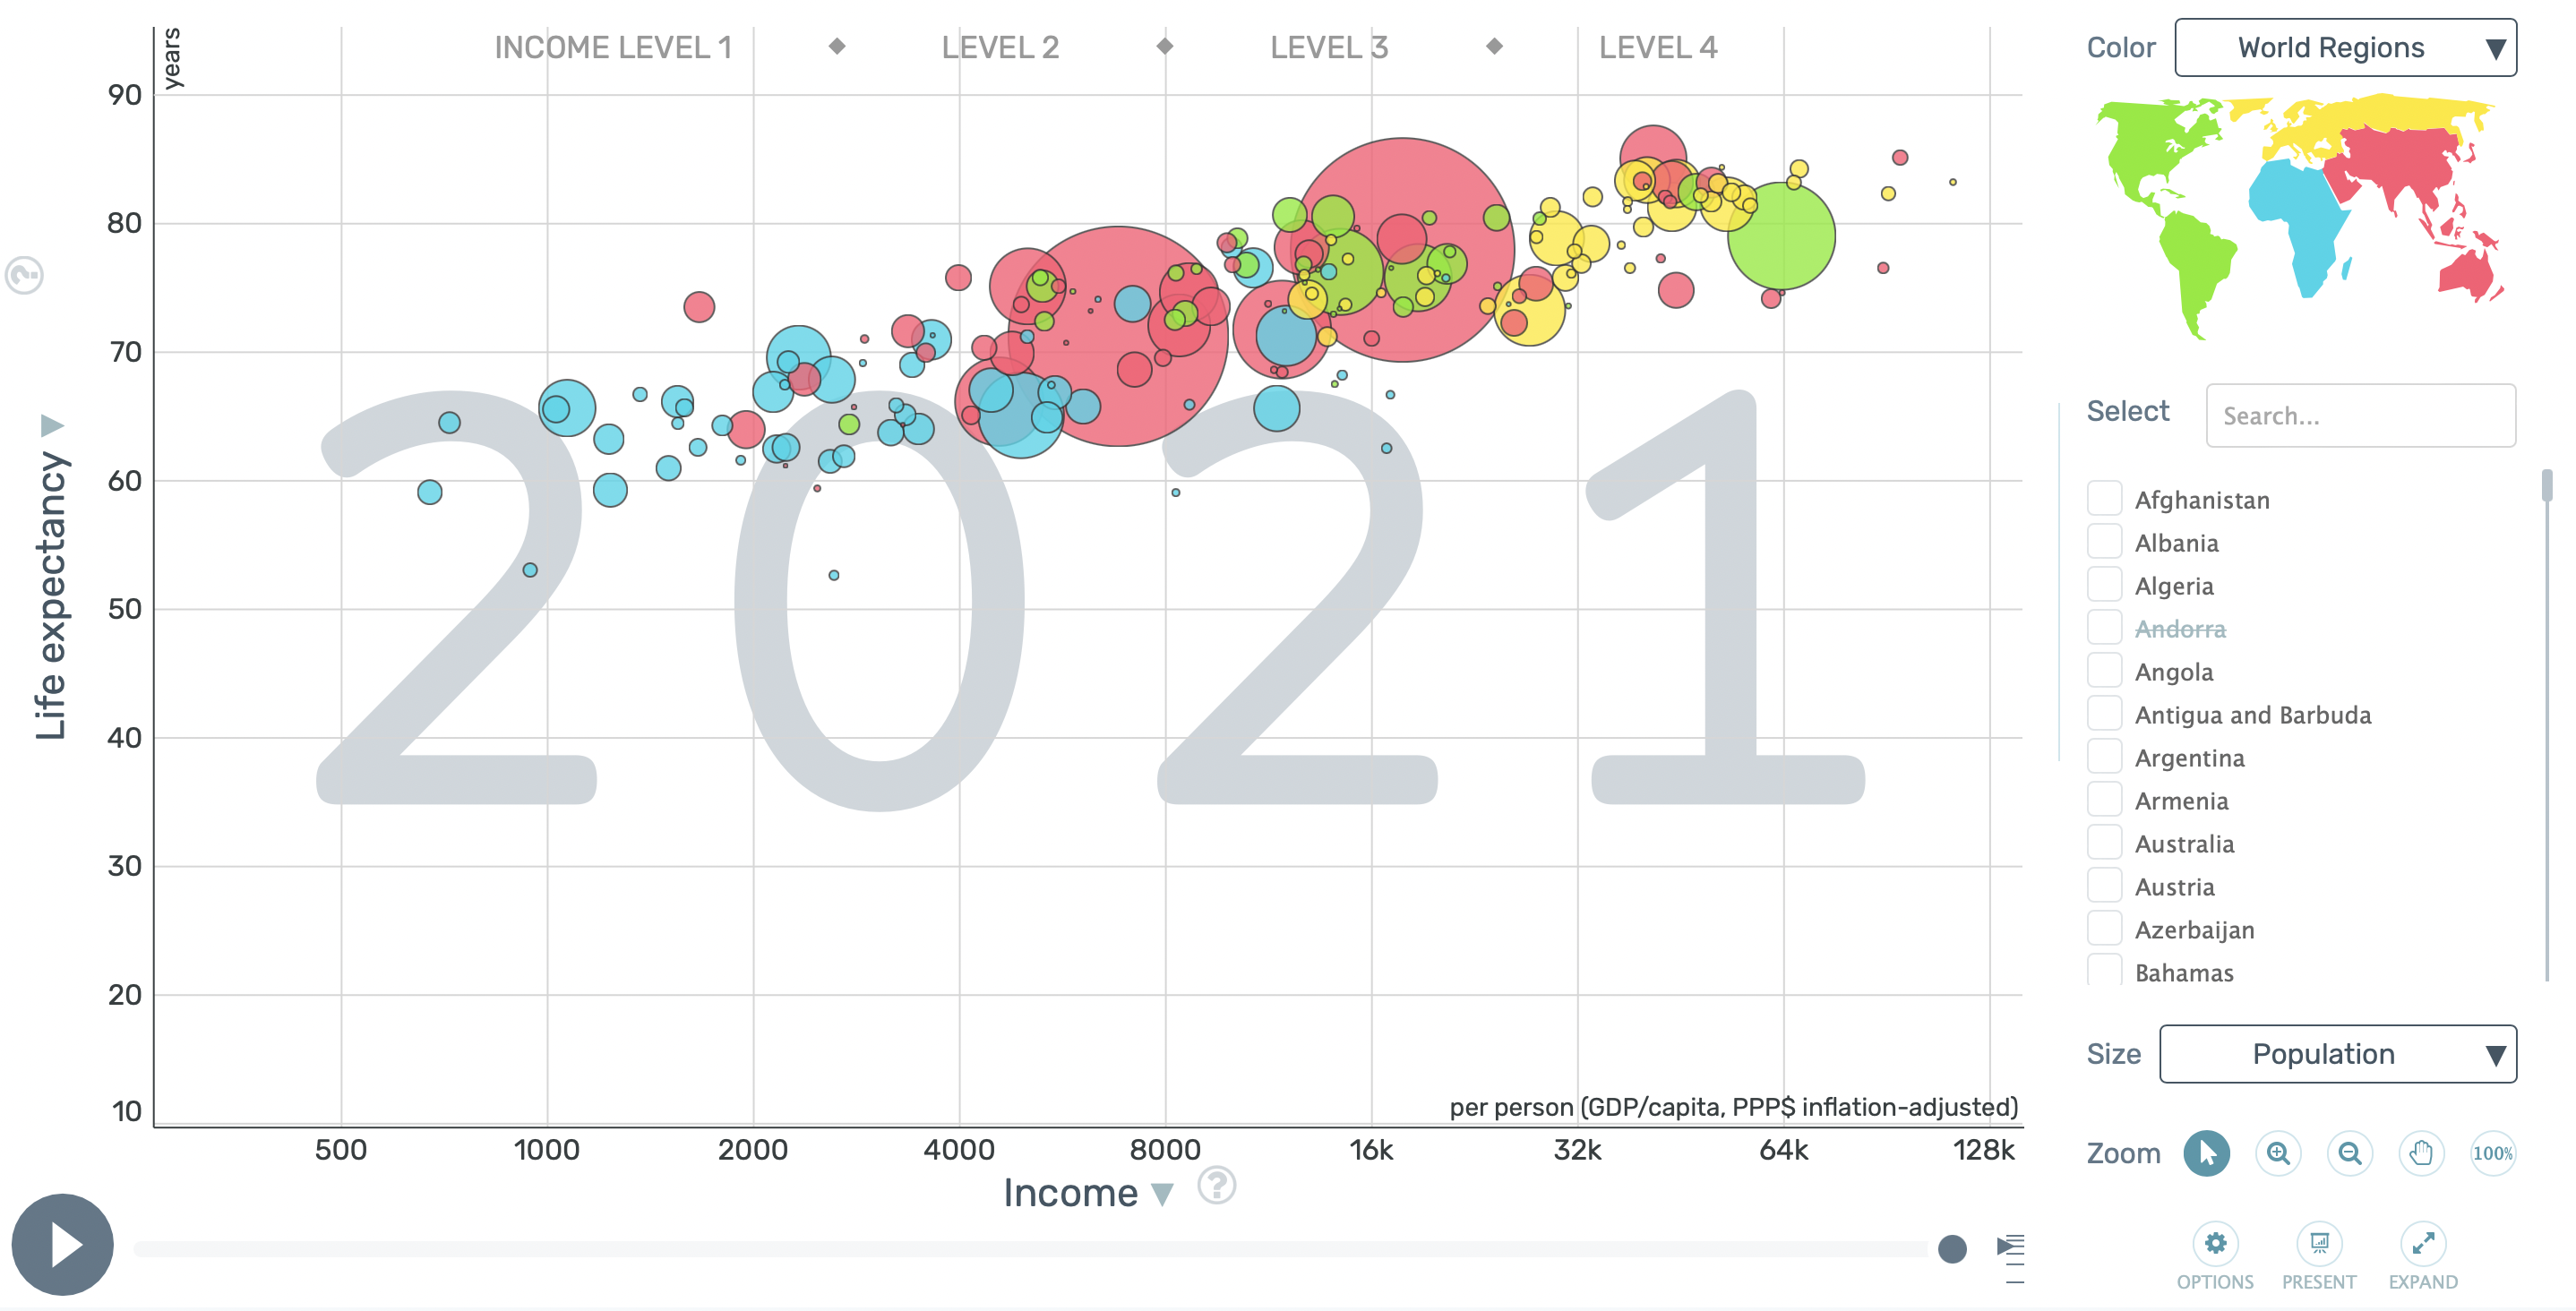 years
INCOME LEVEL 1 ◆ LEVEL 2 ◆ LEVEL 3 ◆ LEVEL 4
90
80
70
60
50
40
30
20
10
Life expectancy ▼
?
2021
per person (GDP/capita, PPP$ inflation-adjusted)
500 1000 2000 4000 8000 16k 32k 64k 128k
Income ▼ ?
Color World Regions ▼
Select Search...
Afghanistan
Albania
Algeria
Andorra
Angola
Antigua and Barbuda
Argentina
Armenia
Australia
Austria
Azerbaijan
Bahamas
Size Population ▼
Zoom 100%
OPTIONS PRESENT EXPAND